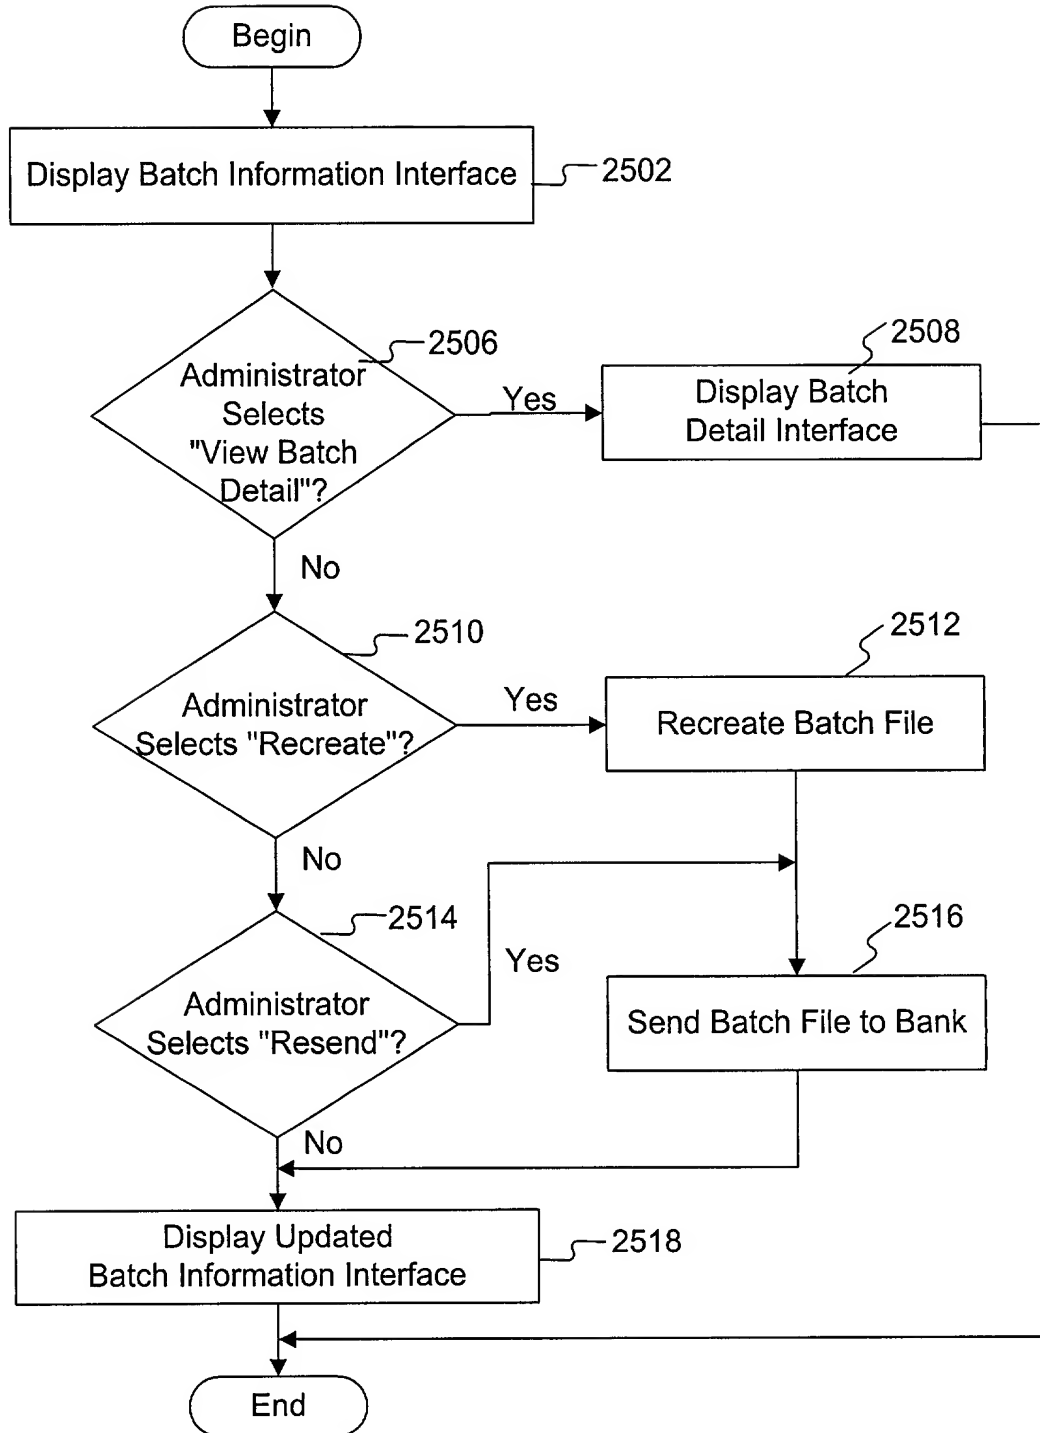 Begin
Display Batch Information Interface
2502
2506
Administrator
Selects
"View Batch
Detail"?
Yes
2508
Display Batch
Detail Interface
No
2510
Administrator
Selects "Recreate"?
Yes
2512
Recreate Batch File
No
2514
Administrator
Selects "Resend"?
Yes
2516
Send Batch File to Bank
No
Display Updated
Batch Information Interface
2518
End